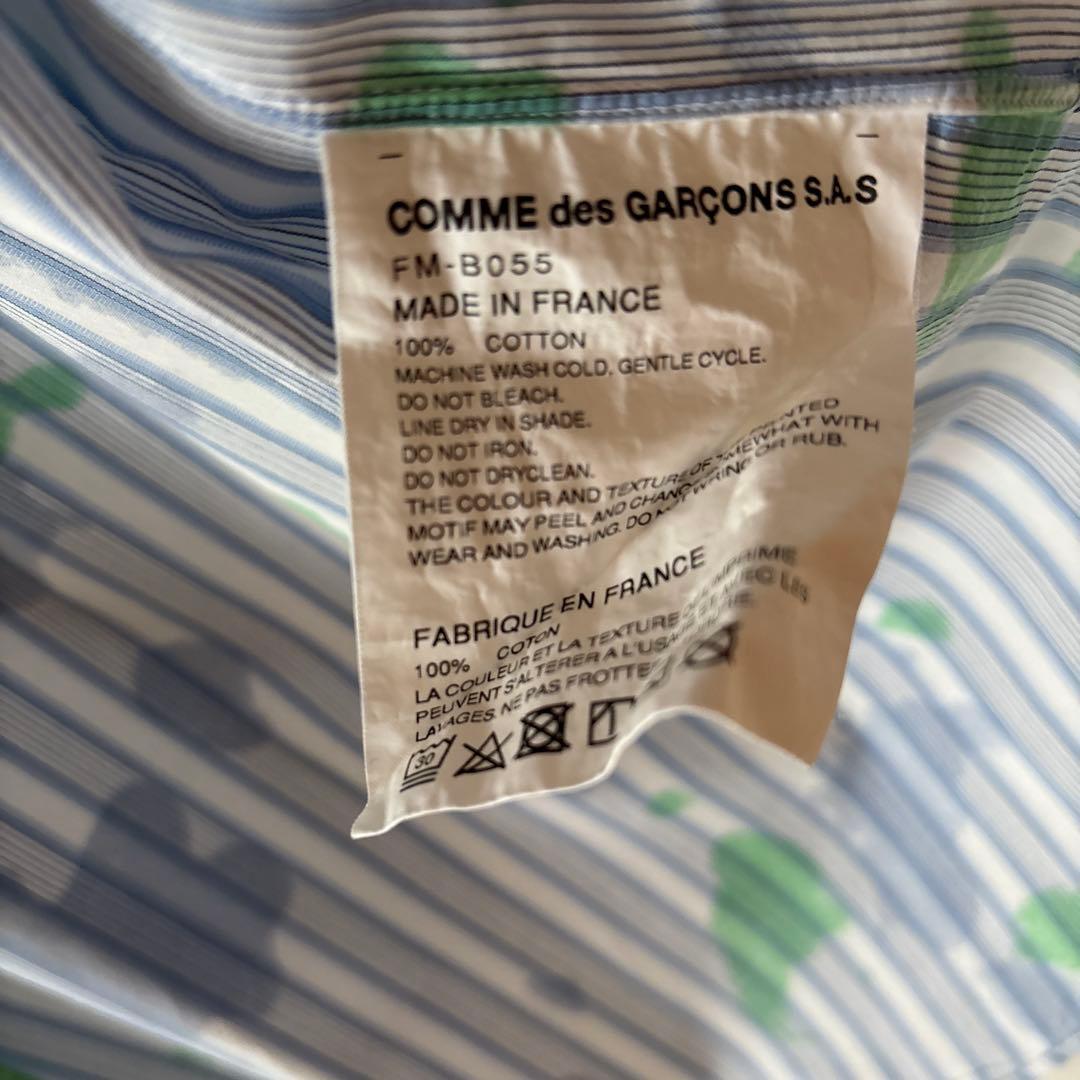 COMME des GARÇONS S.A.S
FM-B055
MADE IN FRANCE
100% COTTON
MACHINE WASH COLD. GENTLE CYCLE.
DO NOT BLEACH.
LINE DRY IN SHADE.
DO NOT IRON.
DO NOT DRYCLEAN.
THE COLOUR AND TEXTURE OF
MOTIF MAY PEEL AND CHANGE WITH
WEAR AND WASHING. DO NOT WRING OR RUB.
FABRIQUE EN FRANCE
100% COTON
LA COULEUR ET LA TEXTURE
PEUVENT S'ALTERER A L'USAGE
LAVAGES. NE PAS FROTTE
30